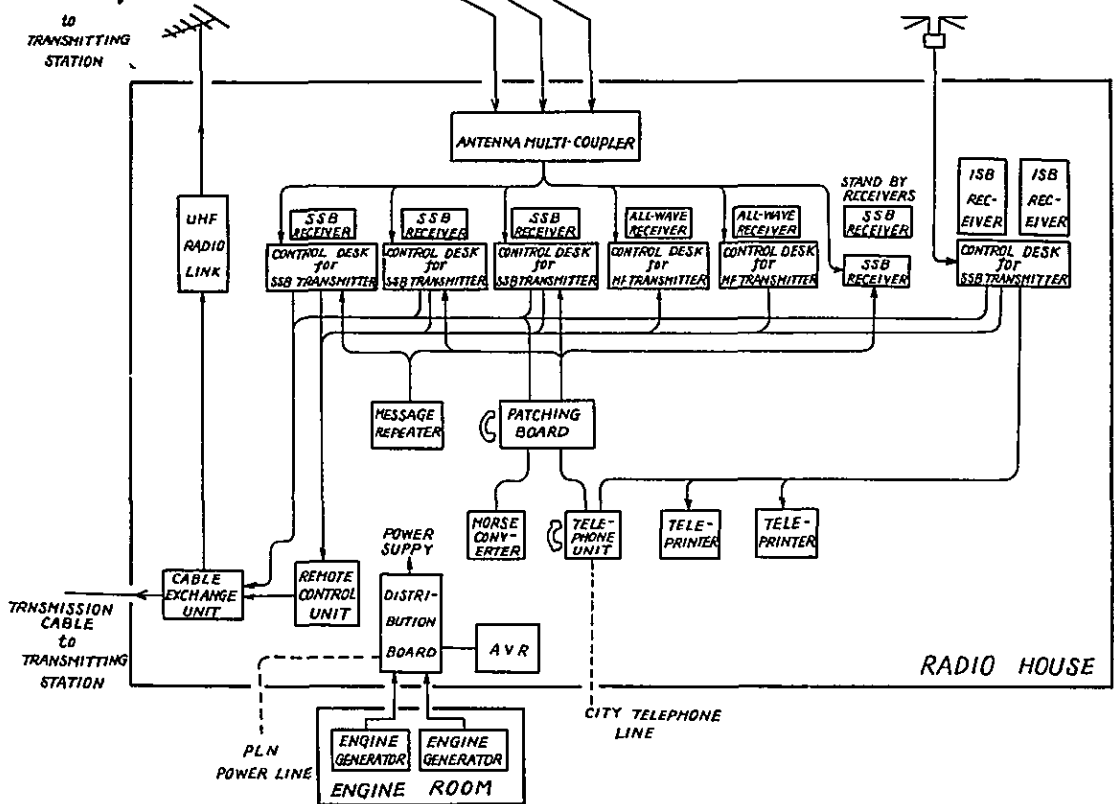 to
TRANSMITTING
STATION
ANTENNA MULTI-COUPLER
UHF
RADIO
LINK
SSB
RECEIVER
CONTROL DESK
for
SSB TRANSMITTER
SSB
RECEIVER
CONTROL DESK
for
SSB TRANSMITTER
SSB
RECEIVER
CONTROL DESK
for
SSB TRANSMITTER
ALL-WAVE
RECEIVER
CONTROL DESK
for
MF TRANSMITTER
ALL-WAVE
RECEIVER
CONTROL DESK
for
MF TRANSMITTER
STAND BY
RECEIVERS
SSB
RECEIVER
SSB
RECEIVER
ISB
REC-
EIVER
ISB
REC-
EIVER
CONTROL DESK
for
SSB TRANSMITTER
MESSAGE
REPEATER
PATCHING
BOARD
MORSE
CONV-
ERTER
TELE-
PHONE
UNIT
TELE-
PRINTER
TELE-
PRINTER
POWER
SUPPY
CABLE
EXCHANGE
UNIT
REMOTE
CONTROL
UNIT
DISTRI-
BUTION
BOARD
AVR
TRNSMISSION
CABLE
to
TRANSMITTING
STATION
RADIO HOUSE
PLN
POWER LINE
ENGINE
GENERATOR
ENGINE
GENERATOR
ENGINE ROOM
CITY TELEPHONE
LINE